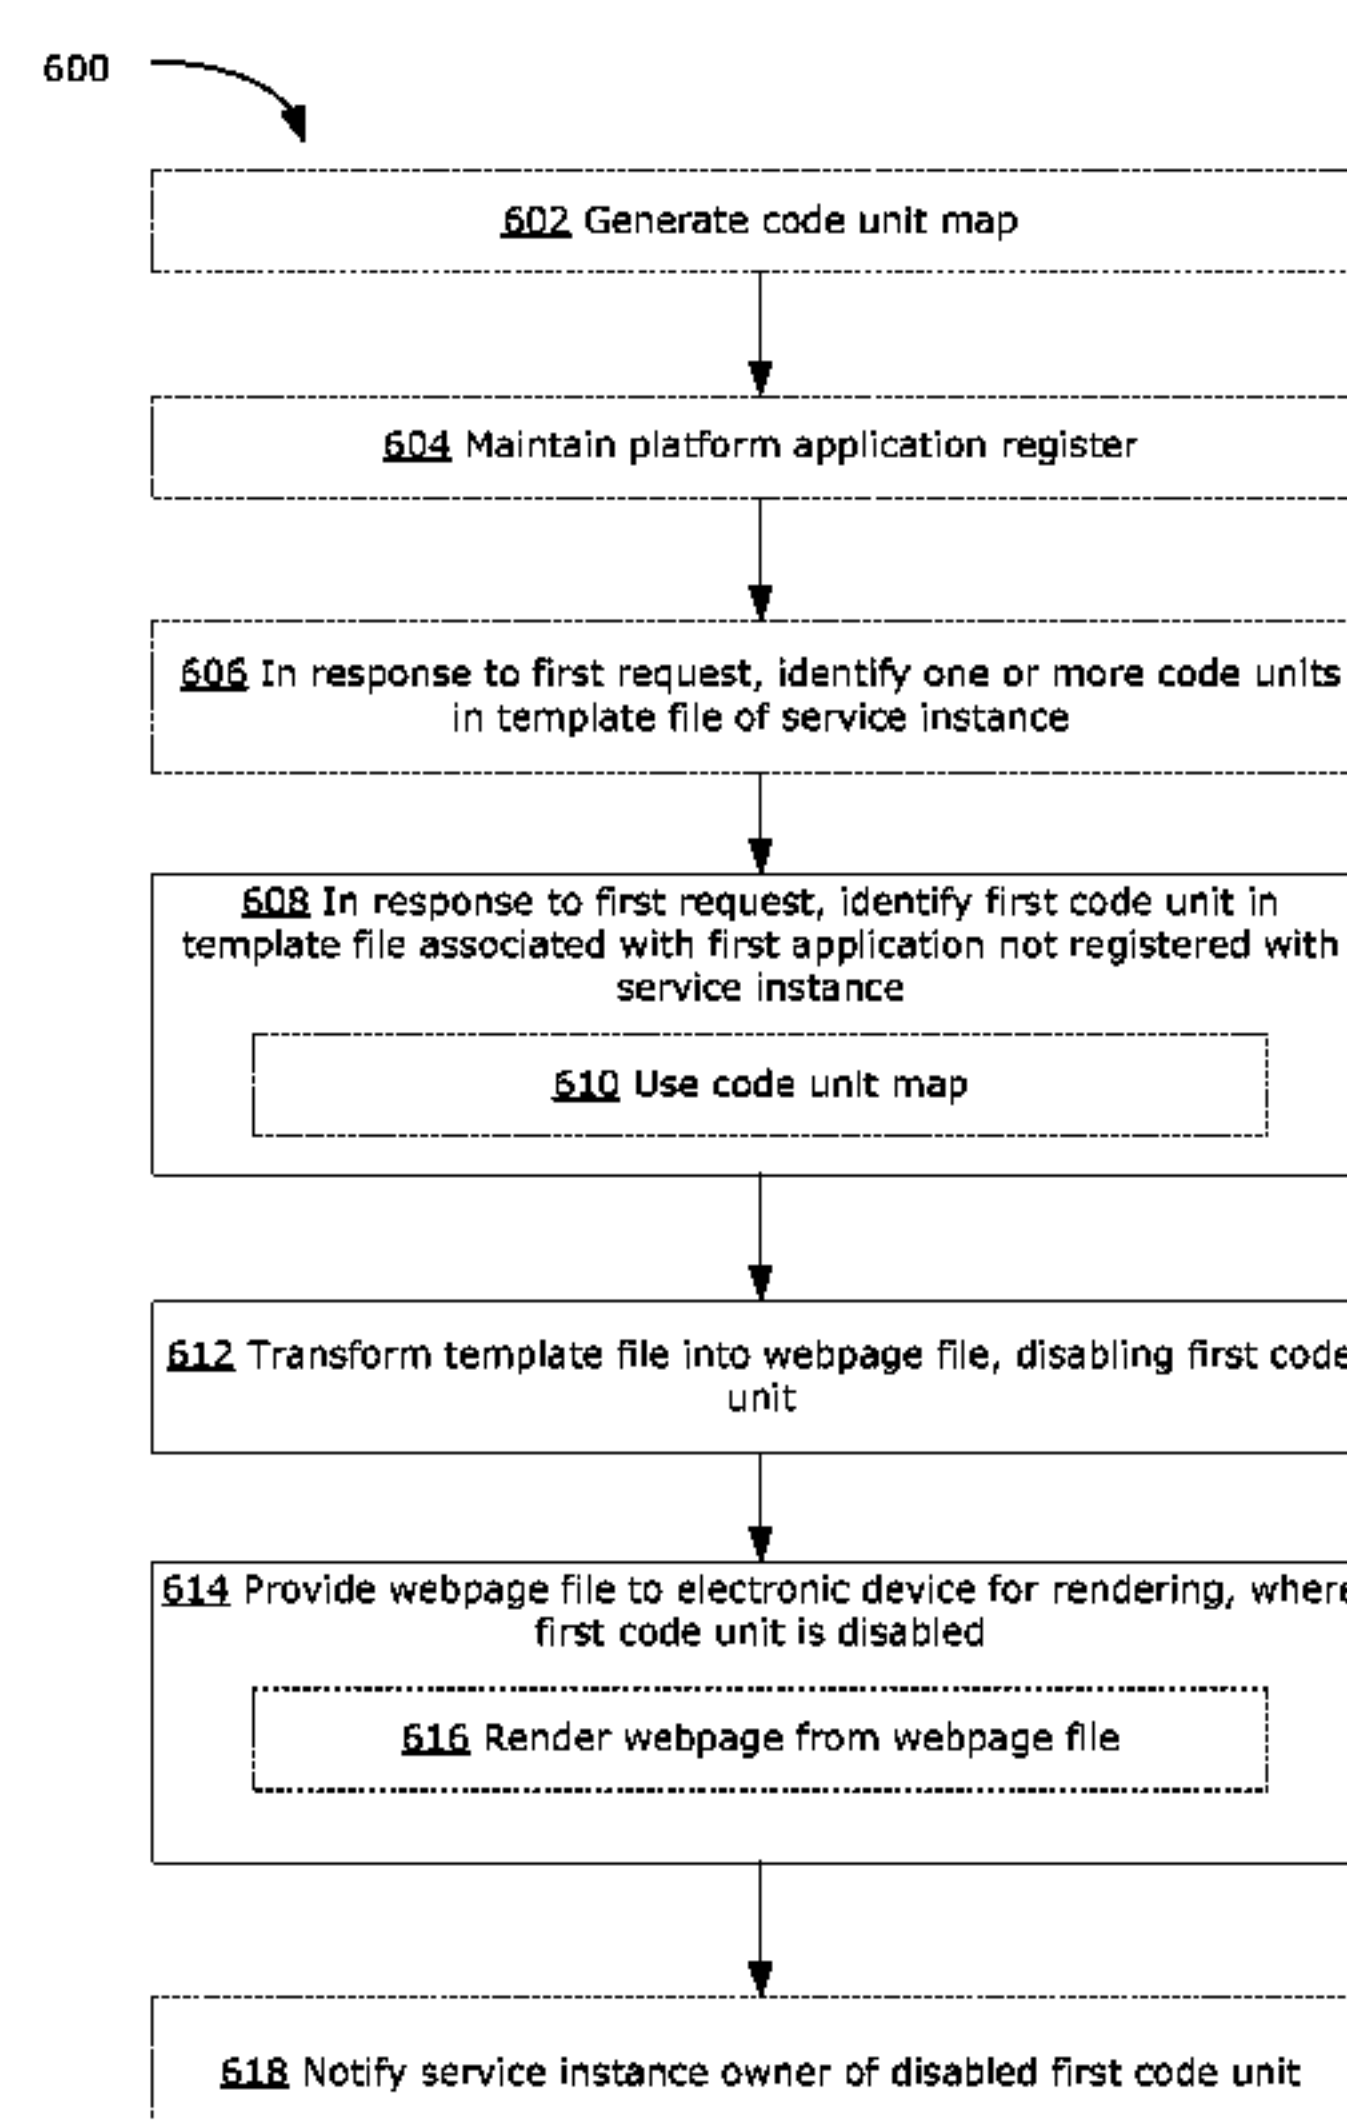 600
602 Generate code unit map
604 Maintain platform application register
606 In response to first request, identify one or more code units
in template file of service instance
608 In response to first request, identify first code unit in
template file associated with first application not registered with
service instance
610 Use code unit map
612 Transform template file into webpage file, disabling first code
unit
614 Provide webpage file to electronic device for rendering, where
first code unit is disabled
616 Render webpage from webpage file
618 Notify service instance owner of disabled first code unit